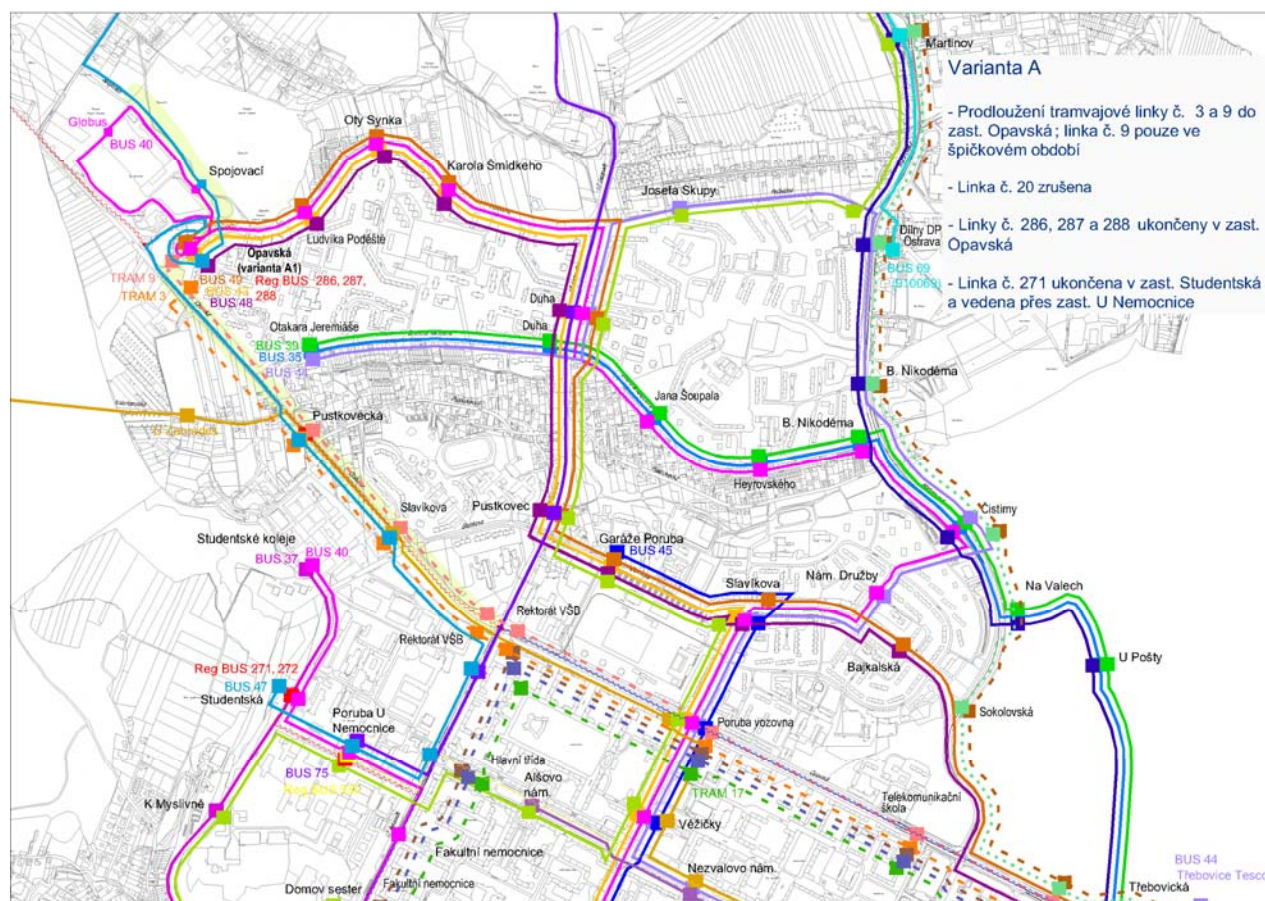 Martinov
Varianta A
- Prodloužení tramvajové linky č. 3 a 9 do
zast. Opavská; linka č. 9 pouze ve
špičkovém období
- Linka č. 20 zrušena
- Linky č. 286, 287 a 288 ukončeny v zast.
Opavská
- Linka č. 271 ukončena v zast. Studentská
a vedena přes zast. U Nemocnice
Globus
BUS 40
Oty Synka
Spojovací
Karola Šmidkeho
Josefa Skupy
Ludvíka Poděště
Dílny DP
Ostrava
BUS 69
Opavská
(varianta A1)
TRAM 9
TRAM 3
BUS 49
BUS 48
Reg BUS 286, 287,
288
Duha
Duha
Otakara Jeremiáše
BUS 39
BUS 35
BUS 44
B. Nikodéma
Jana Šoupala
Pustkovecká
B. Nikodéma
Heyrovského
Slavíkova
Pustkovec
Čistírny
Studentské koleje
BUS 37
BUS 40
Garáže Poruba
BUS 45
Slavíkova
Nám. Družby
Na Valech
Rektorát VŠB
Rektorát VŠB
U Pošty
Bajkalská
Reg BUS 271, 272
BUS 47
Studentská
Sokolovská
Poruba U
Nemocnice
Poruba vozovna
BUS 75
Hlavní třída
Alšovo
nám.
TRAM 17
K Myslivně
Věžičky
Telekomunikační
škola
Fakultní nemocnice
Fakultní nemocnice
Nezvalovo nám.
BUS 44
Třebovice Tesco
Domov sester
Třebovická